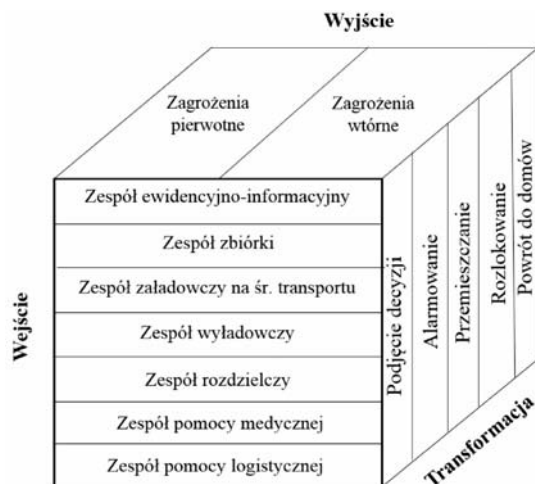 Wyjście
Zagrożenia
pierwotne
Zagrożenia
wtórne
Wejście
Zespół ewidencyjno-informacyjny
Zespół zbiórki
Zespół załadowczy na śr. transportu
Zespół wyładowczy
Zespół rozdzielczy
Zespół pomocy medycznej
Zespół pomocy logistycznej
Podjęcie decyzji
Alarmowanie
Przemieszczanie
Rozlokowanie
Powrót do domów
Transformacja